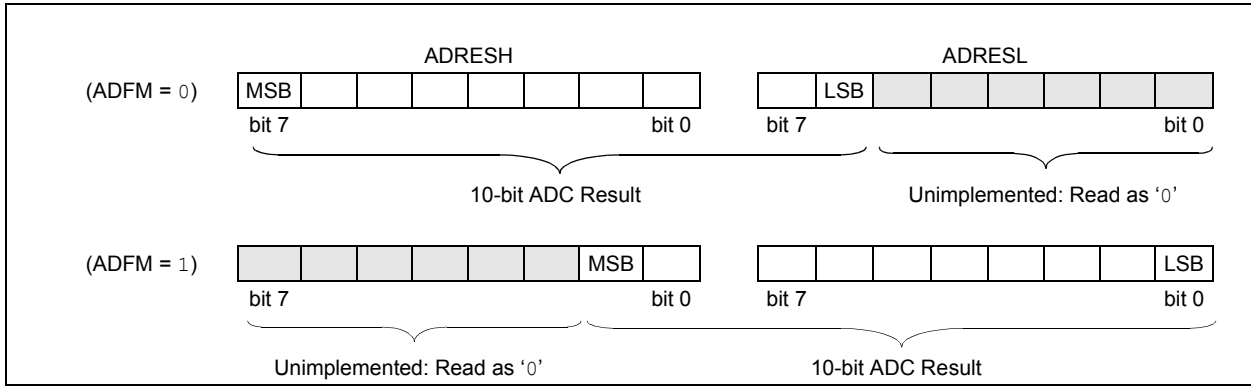 ADRESH ADRESL
(ADFM = 0) MSB LSB
bit 7 bit 0 bit 7 bit 0
10-bit ADC Result Unimplemented: Read as ‘0’
(ADFM = 1) MSB LSB
bit 7 bit 0 bit 7 bit 0
Unimplemented: Read as ‘0’ 10-bit ADC Result